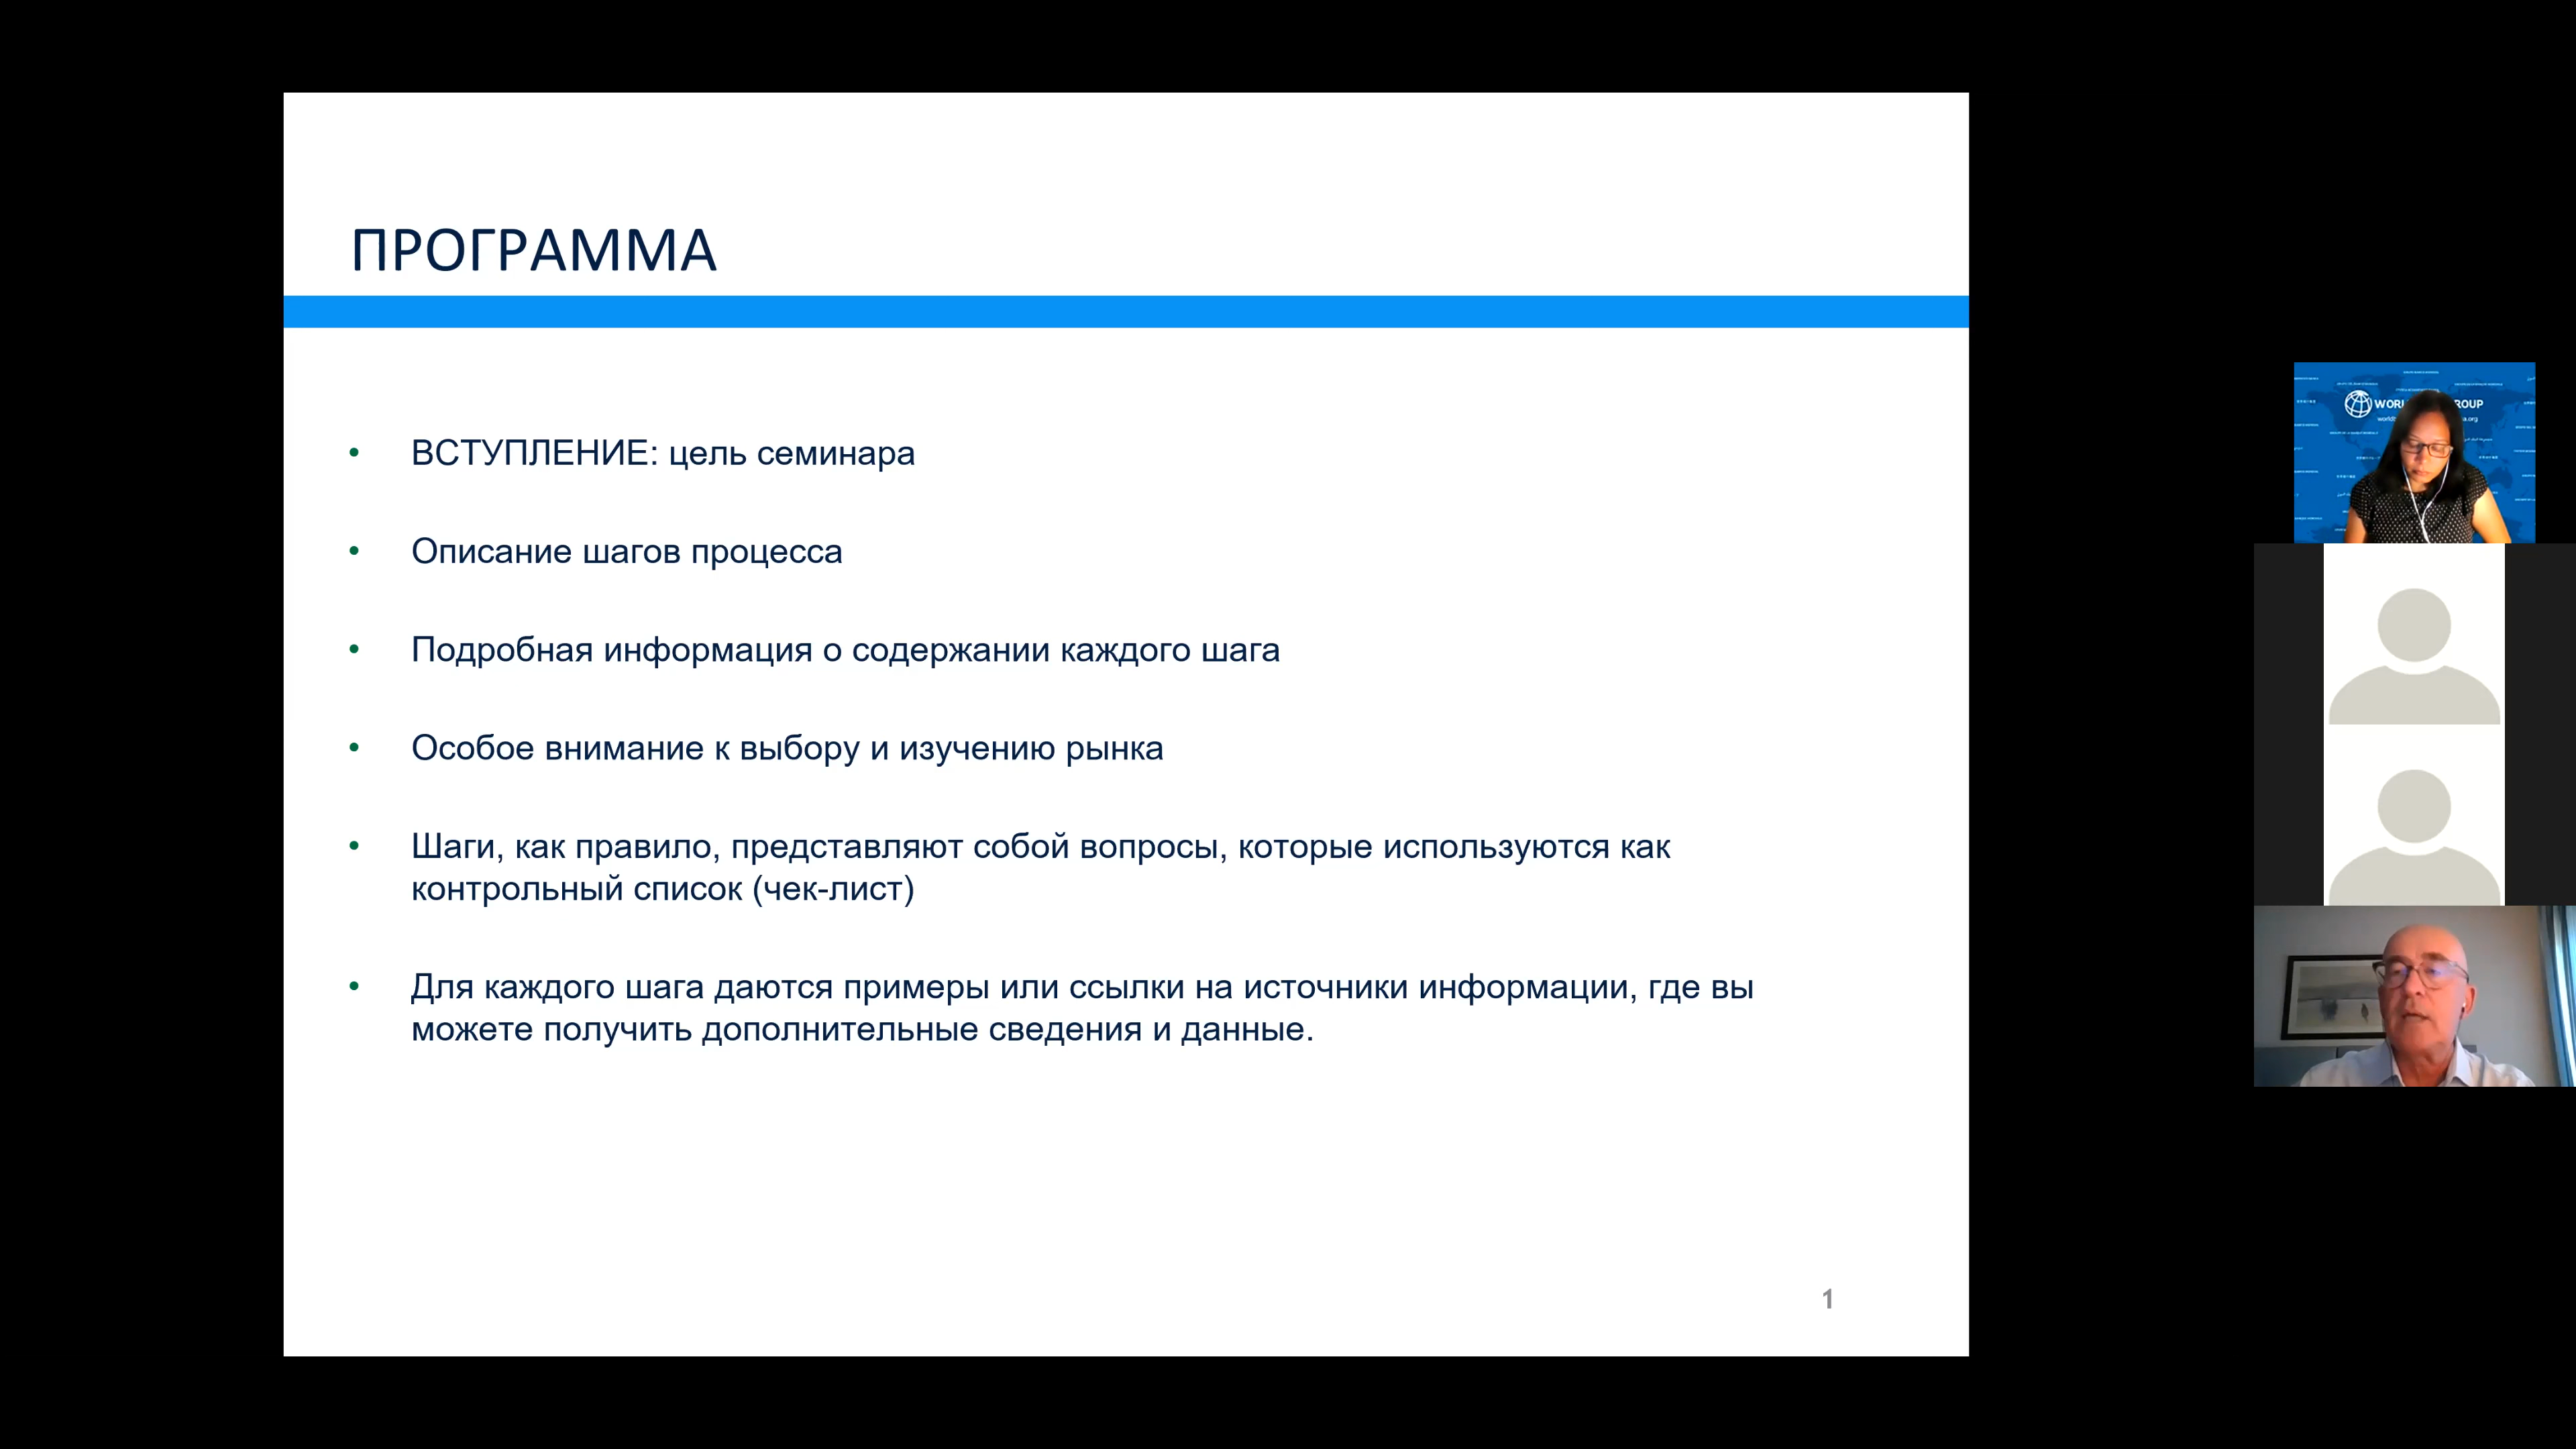 ПРОГРАММА
• ВСТУПЛЕНИЕ: цель семинара
• Описание шагов процесса
• Подробная информация о содержании каждого шага
• Особое внимание к выбору и изучению рынка
• Шаги, как правило, представляют собой вопросы, которые используются как
контрольный список (чек-лист)
• Для каждого шага даются примеры или ссылки на источники информации, где вы
можете получить дополнительные сведения и данные.
1